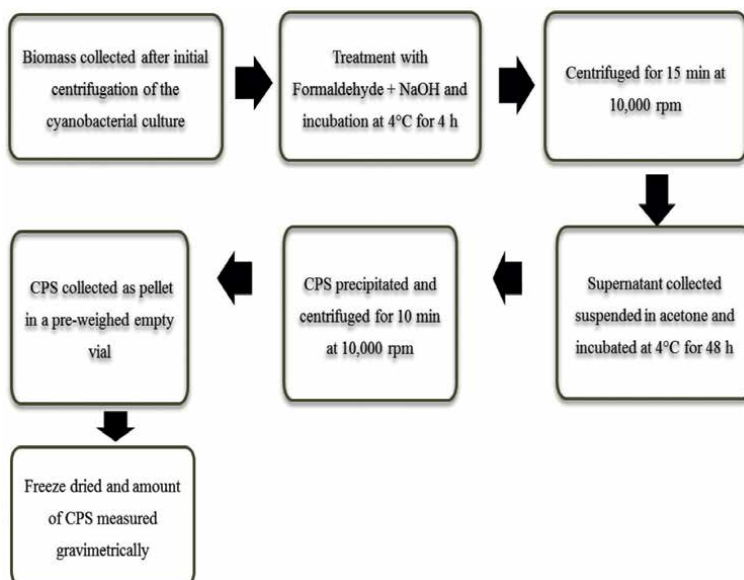 Biomass collected after initial
centrifugation of the
cyanobacterial culture
Treatment with
Formaldehyde + NaOH and
incubation at 4°C for 4 h
Centrifuged for 15 min at
10,000 rpm
Supernatant collected
suspended in acetone and
incubated at 4°C for 48 h
CPS precipitated and
centrifuged for 10 min
at 10,000 rpm
CPS collected as pellet
in a pre-weighed empty
vial
Freeze dried and amount
of CPS measured
gravimetrically